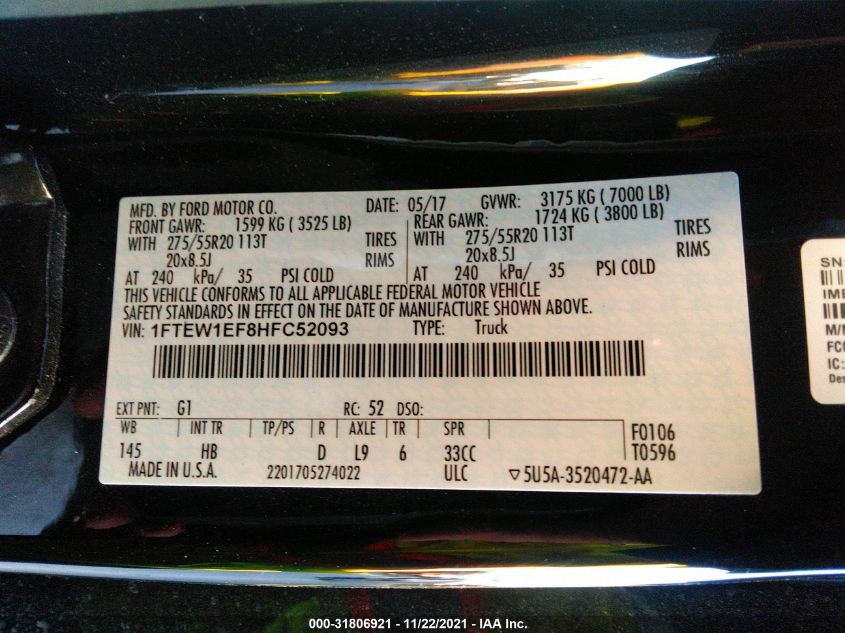 MFD. BY FORD MOTOR CO. DATE: 05/17 GVWR: 3175 KG ( 7000 LB)
FRONT GAWR: 1599 KG ( 3525 LB) REAR GAWR: 1724 KG ( 3800 LB)
WITH 275/55R20 113T TIRES WITH 275/55R20 113T TIRES
20x8.5J RIMS 20x8.5J RIMS
AT 240 kPa/ 35 PSI COLD AT 240 kPa/ 35 PSI COLD
THIS VEHICLE CONFORMS TO ALL APPLICABLE FEDERAL MOTOR VEHICLE
SAFETY STANDARDS IN EFFECT ON THE DATE OF MANUFACTURE SHOWN ABOVE.
VIN: 1FTEW1EF8HFC52093 TYPE: Truck
EXT PNT: G1 RC: 52 DSO:
WB INT TR TP/PS R AXLE TR SPR F0106
145 HB D L9 6 33CC T0596
MADE IN U.S.A. 2201705274022 ULC ▽5U5A-3520472-AA
SN:
IME
M/N
FCC
IC:
Des
000-31806921 - 11/22/2021 - IAA Inc.